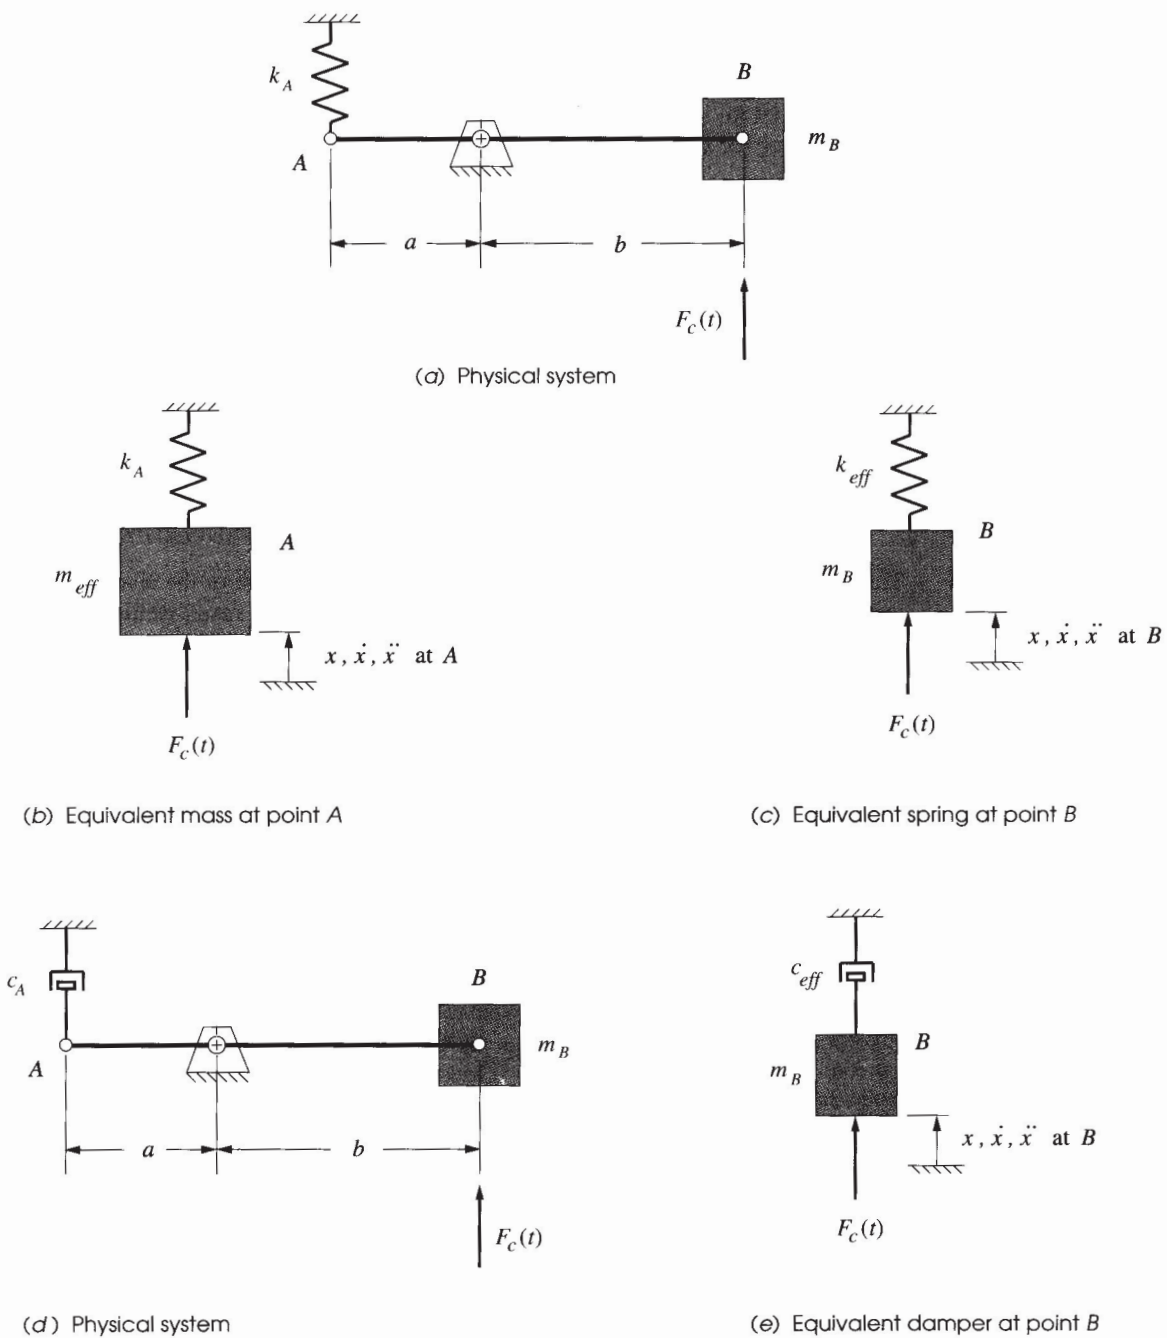 k_A
B
m_B
A
a
b
F_c(t)
(a) Physical system
k_A
A
m_eff
x, ẋ, ẍ at A
F_c(t)
(b) Equivalent mass at point A
k_eff
B
m_B
x, ẋ, ẍ at B
F_c(t)
(c) Equivalent spring at point B
c_A
B
A
m_B
a
b
F_c(t)
(d) Physical system
c_eff
B
m_B
x, ẋ, ẍ at B
F_c(t)
(e) Equivalent damper at point B